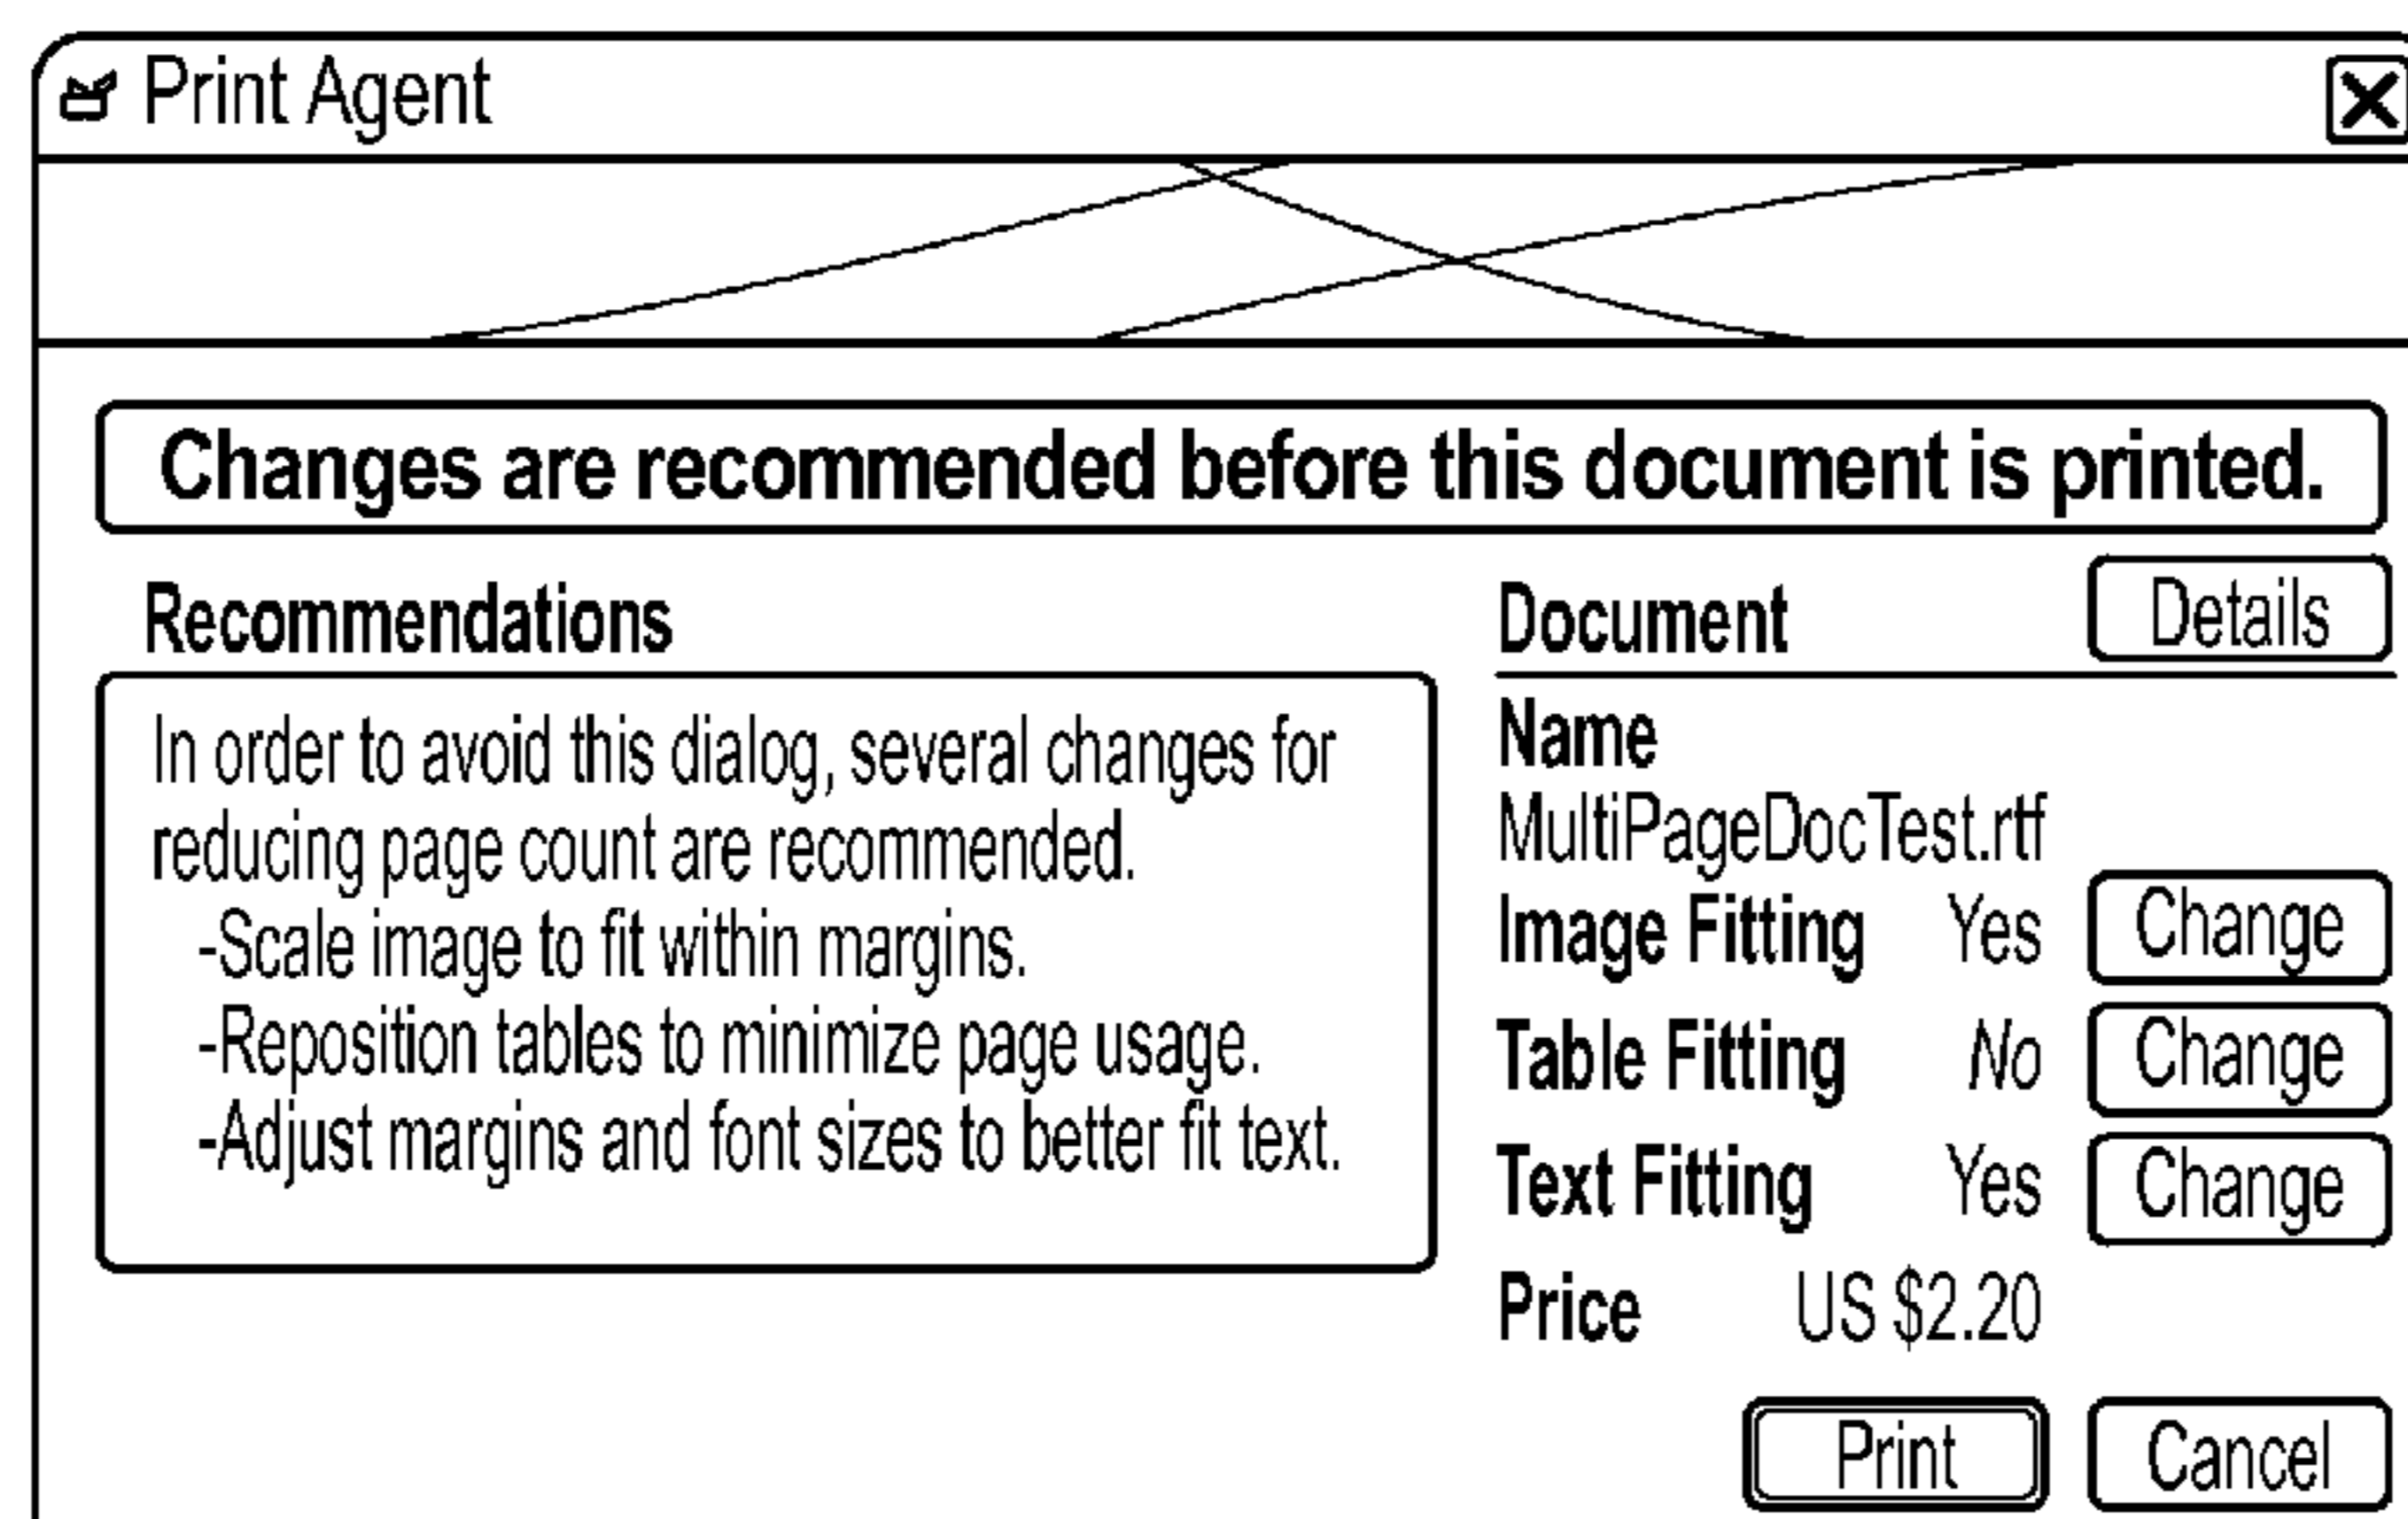 Print Agent
Changes are recommended before this document is printed.
Recommendations
In order to avoid this dialog, several changes for
reducing page count are recommended.
-Scale image to fit within margins.
-Reposition tables to minimize page usage.
-Adjust margins and font sizes to better fit text.
Document Details
Name
MultiPageDocTest.rtf
Image Fitting Yes Change
Table Fitting No Change
Text Fitting Yes Change
Price US $2.20
Print Cancel